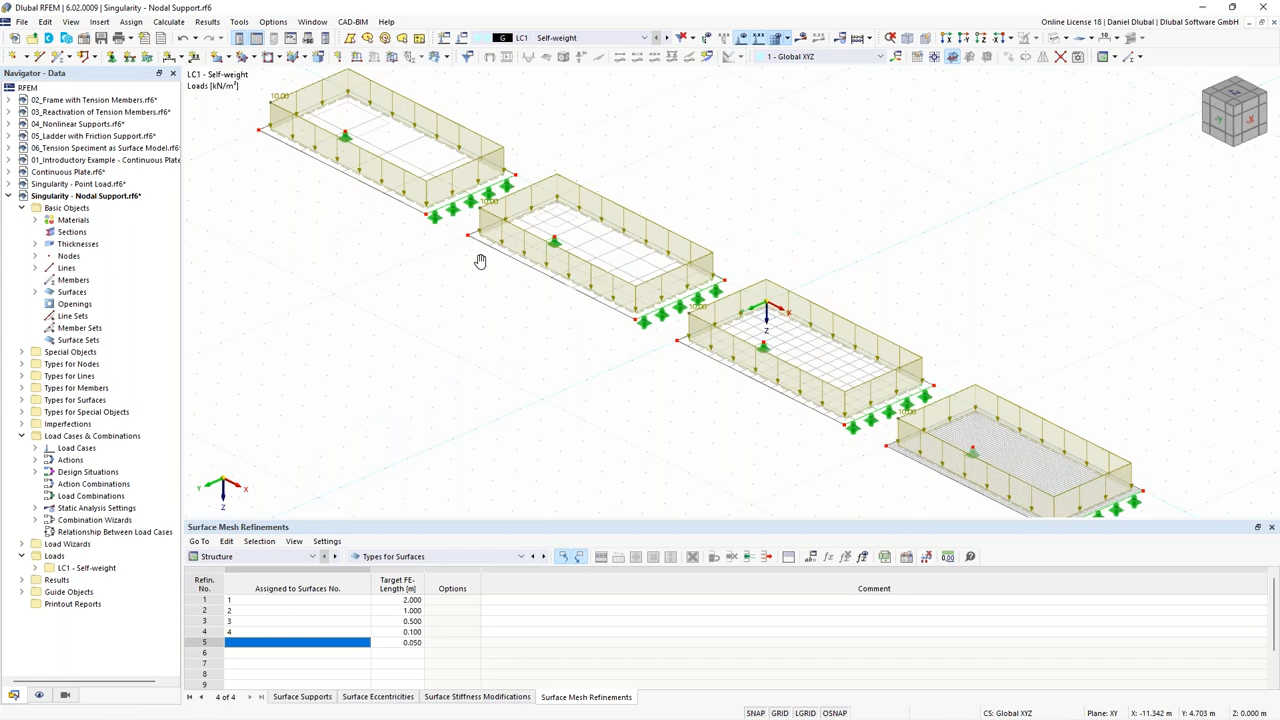 Dlubal RFEM | 6.02.0009 | Singularity - Nodal Support.rf6*
File Edit View Insert Assign Calculate Results Tools Options Window CAD-BIM Help
Online License 18 | Daniel Dlubal | Dlubal Software GmbH
G LC1 Self-weight
1 - Global XYZ
Navigator - Data
RFEM
02_Frame with Tension Members.rf6*
03_Reactivation of Tension Members.rf6*
04_Nonlinear Supports.rf6*
05_Ladder with Friction Support.rf6*
06_Tension Speciment as Surface Model.rf6*
01_Introductory Example - Continuous Plate
Continuous Plate.rf6*
Singularity - Point Load.rf6*
Singularity - Nodal Support.rf6*
Basic Objects
Materials
Sections
Thicknesses
Nodes
Lines
Members
Surfaces
Openings
Line Sets
Member Sets
Surface Sets
Special Objects
Types for Nodes
Types for Lines
Types for Members
Types for Surfaces
Types for Special Objects
Imperfections
Load Cases & Combinations
Load Cases
Actions
Design Situations
Action Combinations
Load Combinations
Static Analysis Settings
Combination Wizards
Relationship Between Load Cases
Load Wizards
Loads
LC1 - Self-weight
Results
Guide Objects
Printout Reports
LC1 - Self-weight
Loads [kN/m²]
10.00
10.00
10.00
10.00
X
Z
Y X
Z
-Y -X
Surface Mesh Refinements
Go To Edit Selection View Settings
Structure Types for Surfaces
Refin. No. Assigned to Surfaces No. Target FE-Length [m] Options Comment
1 1 2.000
2 2 1.000
3 3 0.500
4 4 0.100
5 0.050
6
7
8
9
4 of 4 Surface Supports Surface Eccentricities Surface Stiffness Modifications Surface Mesh Refinements
SNAP GRID LGRID OSNAP CS: Global XYZ Plane: XY X: -11.342 m Y: 4.703 m Z: 0.000 m